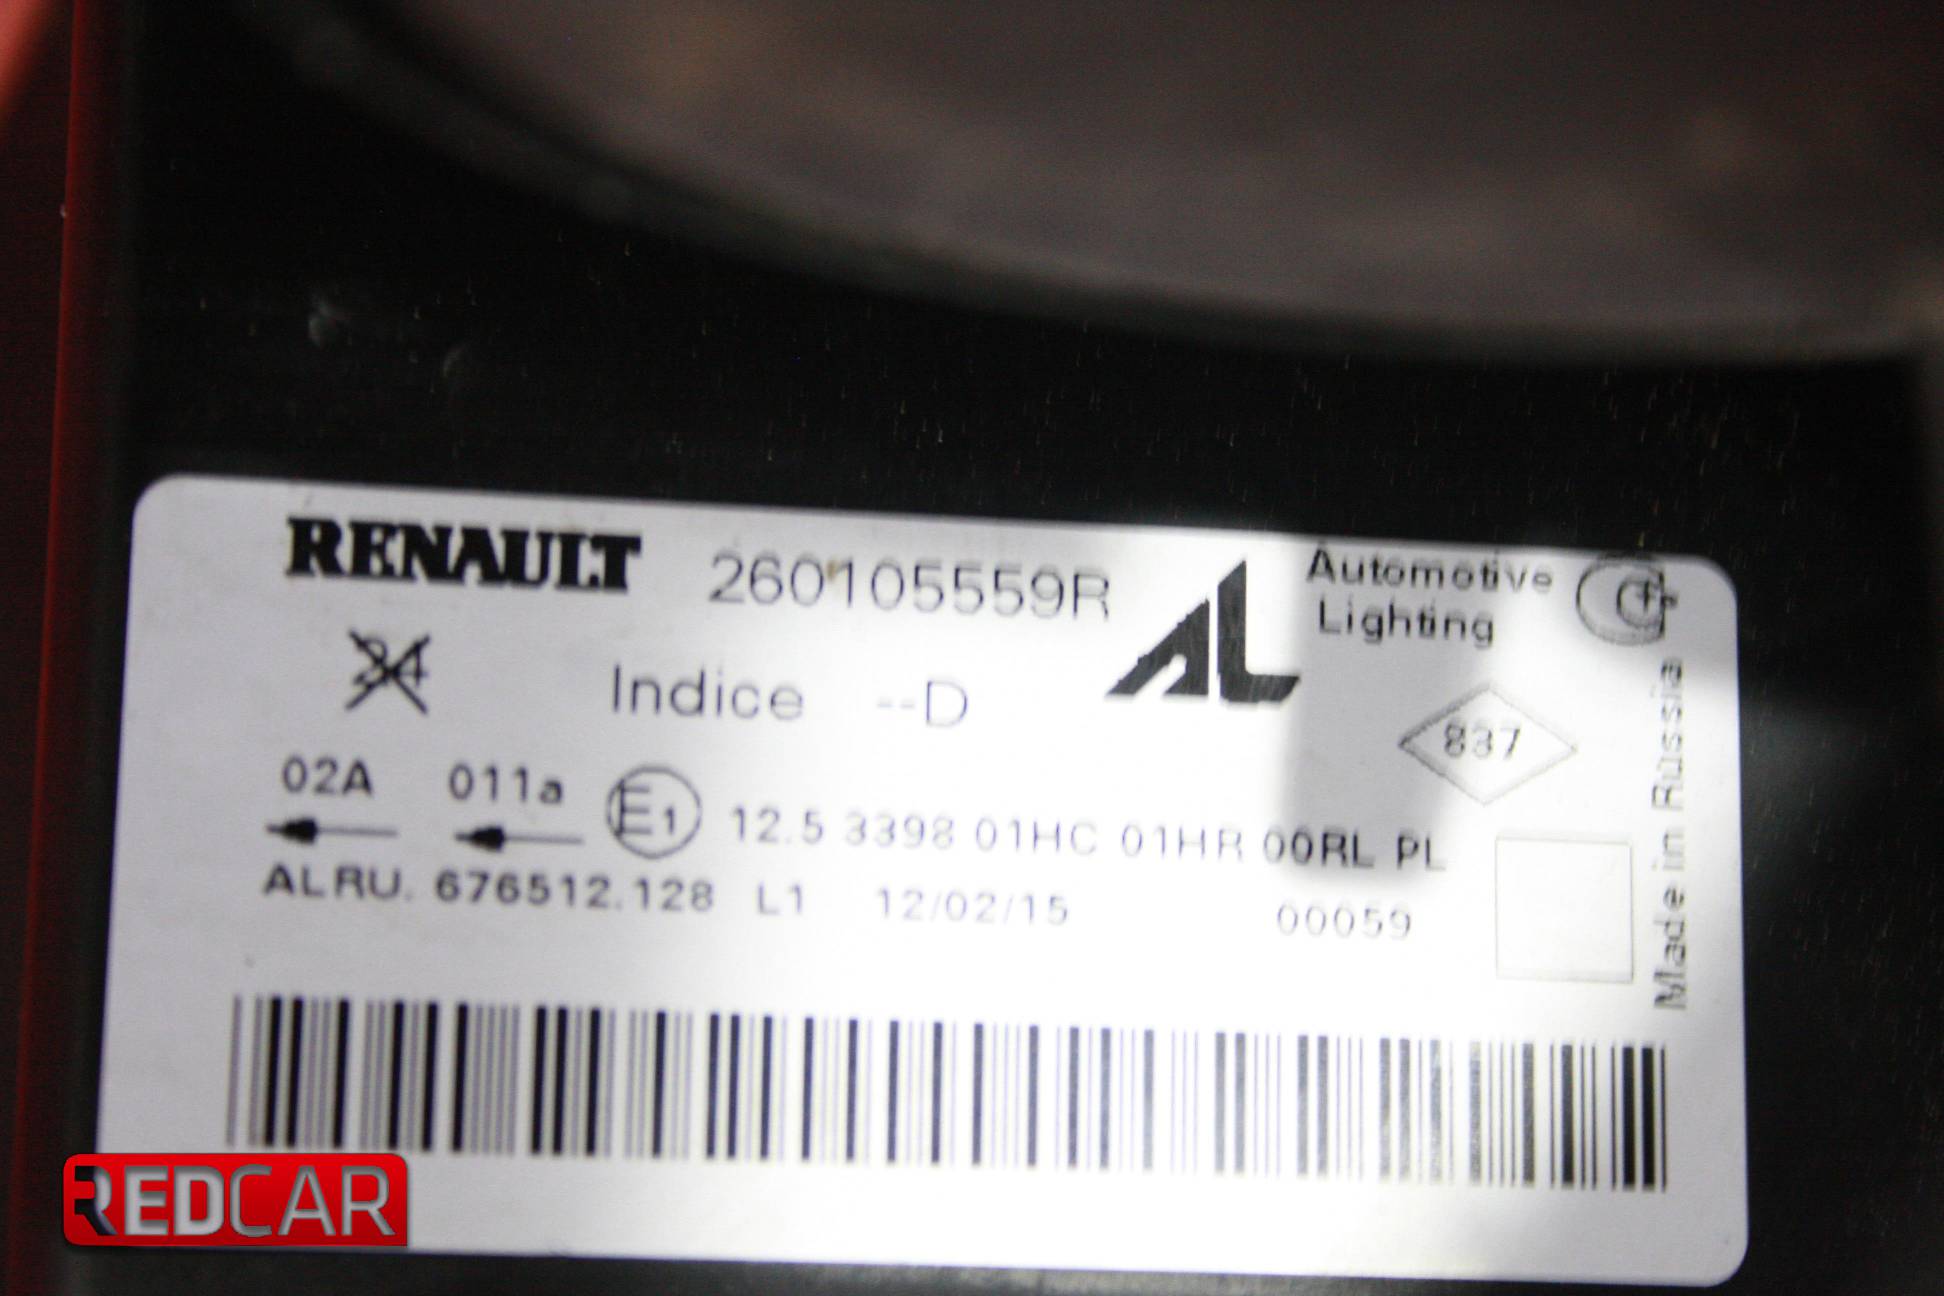 RENAULT 260105559R
Automotive
Lighting
Indice --D
837
02A 011a E1 12.5 3398 01HC 01HR 00RL PL
ALRU. 676512.128 L1 12/02/15 00059
Made in Russia
REDCAR